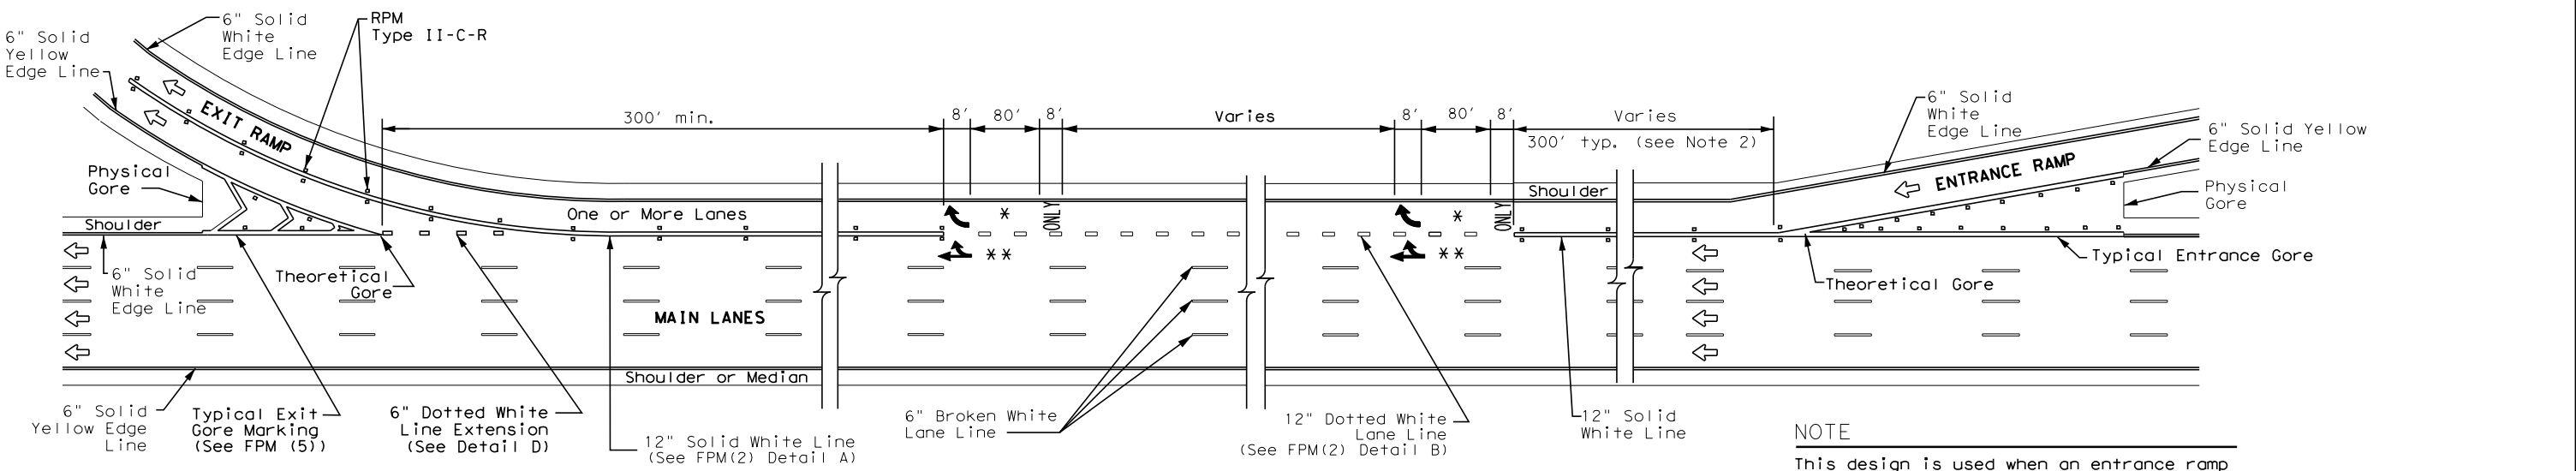 6" Solid
White
Edge Line
RPM
Type II-C-R
6" Solid
Yellow
Edge Line
EXIT RAMP
300' min.
8'
80'
8'
Varies
8'
80'
8'
Varies
300' typ. (see Note 2)
6" Solid
White
Edge Line
6" Solid Yellow
Edge Line
Physical
Gore
Shoulder
One or More Lanes
*
ONLY
**
*
ONLY
**
Shoulder
ENTRANCE RAMP
Physical
Gore
6" Solid
White
Edge Line
Theoretical
Gore
MAIN LANES
Typical Entrance Gore
Theoretical Gore
Shoulder or Median
6" Solid
Yellow Edge
Line
Typical Exit
Gore Marking
(See FPM (5))
6" Dotted White
Line Extension
(See Detail D)
12" Solid White Line
(See FPM(2) Detail A)
6" Broken White
Lane Line
12" Dotted White
Lane Line
(See FPM(2) Detail B)
12" Solid
White Line
NOTE
This design is used when an entrance ramp